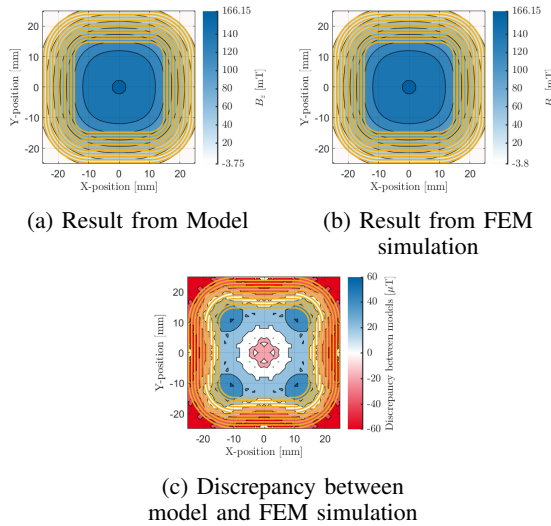 166.15
160
140
120
100
80
60
40
20
-3.75
B_z [mT]
20
10
0
-10
-20
Y-position [mm]
-20 -10 0 10 20
X-position [mm]
(a) Result from Model
166.15
160
140
120
100
80
60
40
20
-3.8
B_z [mT]
20
10
0
-10
-20
Y-position [mm]
-20 -10 0 10 20
X-position [mm]
(b) Result from FEM
simulation
60
40
20
0
-20
-40
-60
Discrepancy between models [μT]
20
10
0
-10
-20
Y-position [mm]
-20 -10 0 10 20
X-position [mm]
(c) Discrepancy between
model and FEM simulation